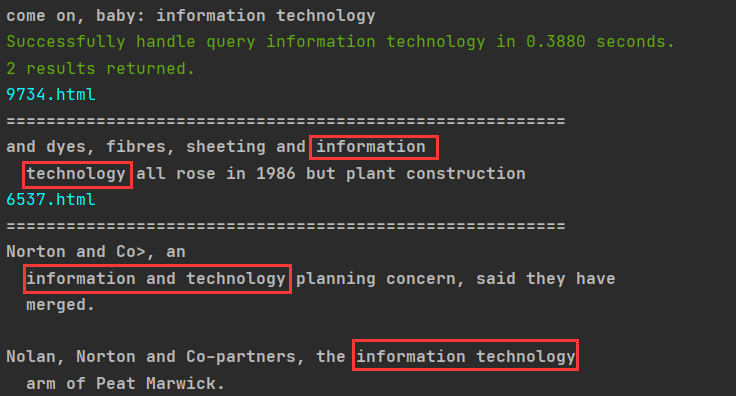 come on, baby: information technology
Successfully handle query information technology in 0.3880 seconds.
2 results returned.
9734.html
========================================================
and dyes, fibres, sheeting and information
technology all rose in 1986 but plant construction
6537.html
========================================================
Norton and Co>, an
information and technology planning concern, said they have
merged.
Nolan, Norton and Co-partners, the information technology
arm of Peat Marwick.